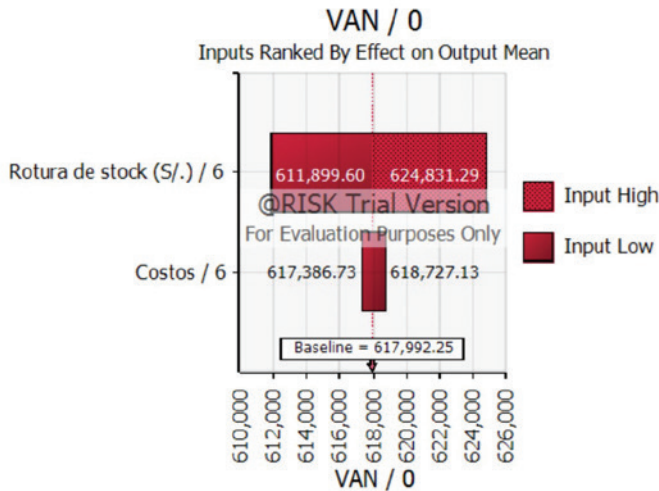 VAN / 0
Inputs Ranked By Effect on Output Mean
Rotura de stock (S/.) / 6
611,899.60
624,831.29
@RISK Trial Version
For Evaluation Purposes Only
Input High
Input Low
Costos / 6
617,386.73
618,727.13
Baseline = 617,992.25
610,000
612,000
614,000
616,000
618,000
620,000
622,000
624,000
626,000
VAN / 0